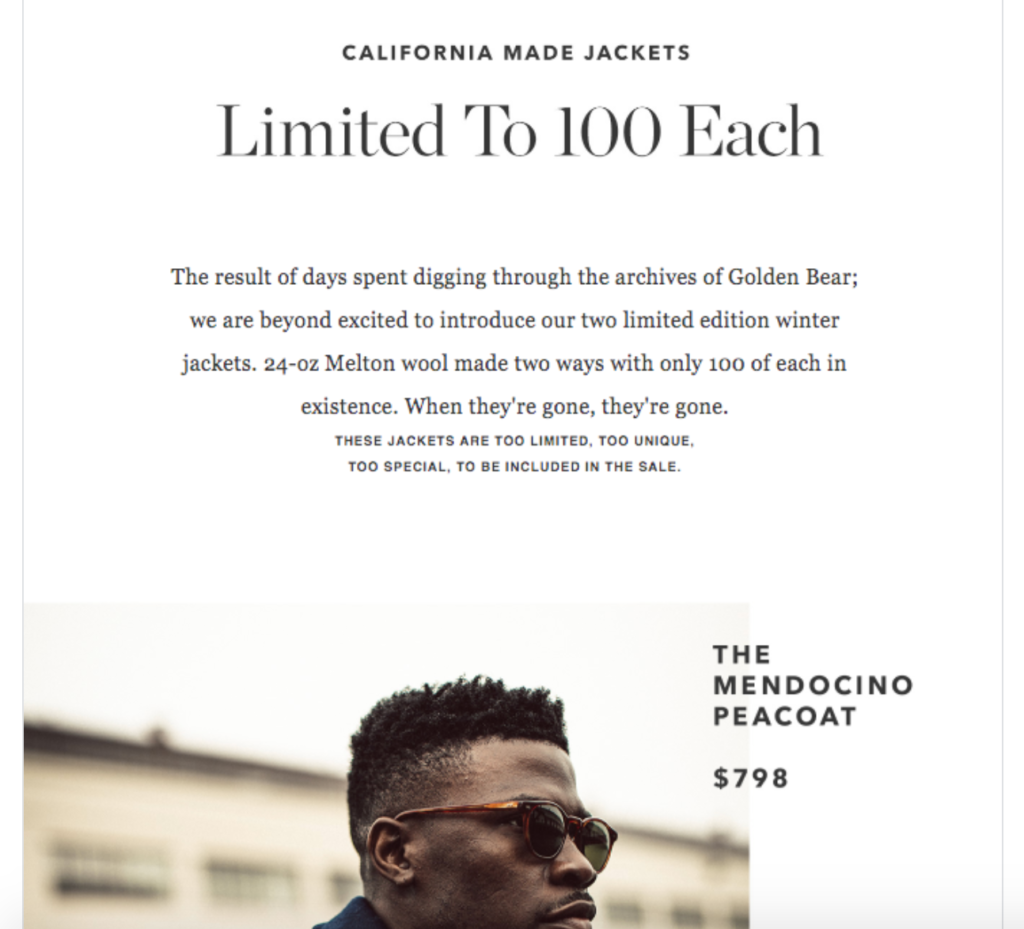 CALIFORNIA MADE JACKETS
Limited To 100 Each
The result of days spent digging through the archives of Golden Bear;
we are beyond excited to introduce our two limited edition winter
jackets. 24-oz Melton wool made two ways with only 100 of each in
existence. When they're gone, they're gone.
THESE JACKETS ARE TOO LIMITED, TOO UNIQUE,
TOO SPECIAL, TO BE INCLUDED IN THE SALE.
THE
MENDOCINO
PEACOAT
$798